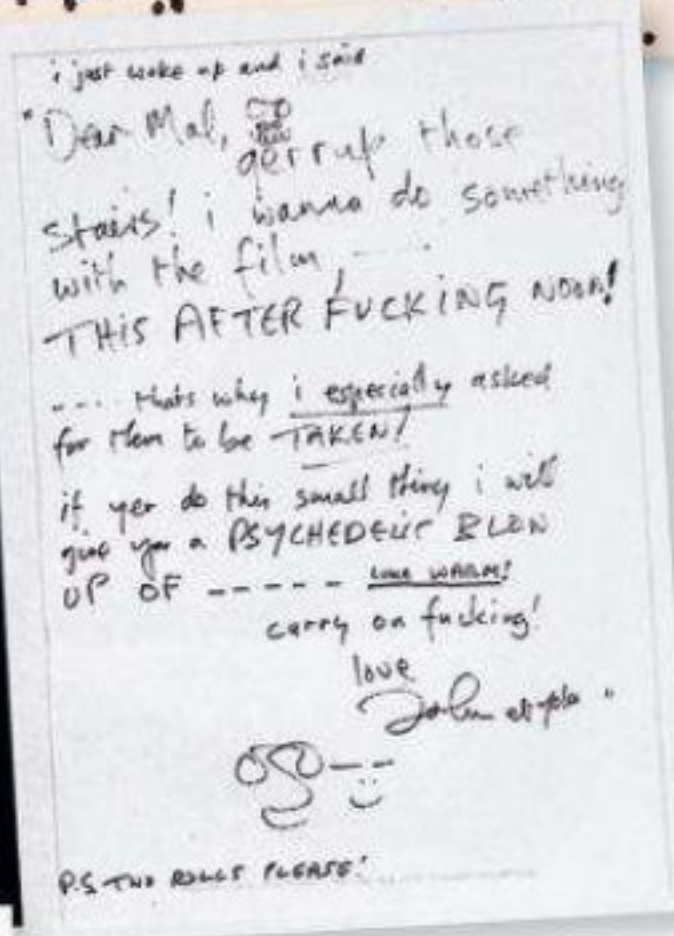 i just woke up and i said
"Dear Mal,
gerrup those
stairs! i wanna do something
with the film, ....
THIS AFTER FUCKING NOON!
.... thats why i especially asked
for them to be TAKEN!
if yer do this small thing i will
give yer a PSYCHEDELIC BLOW
UP OF -----
carry on fucking!
love
John
P.S TWO ROLLS PLEASE!